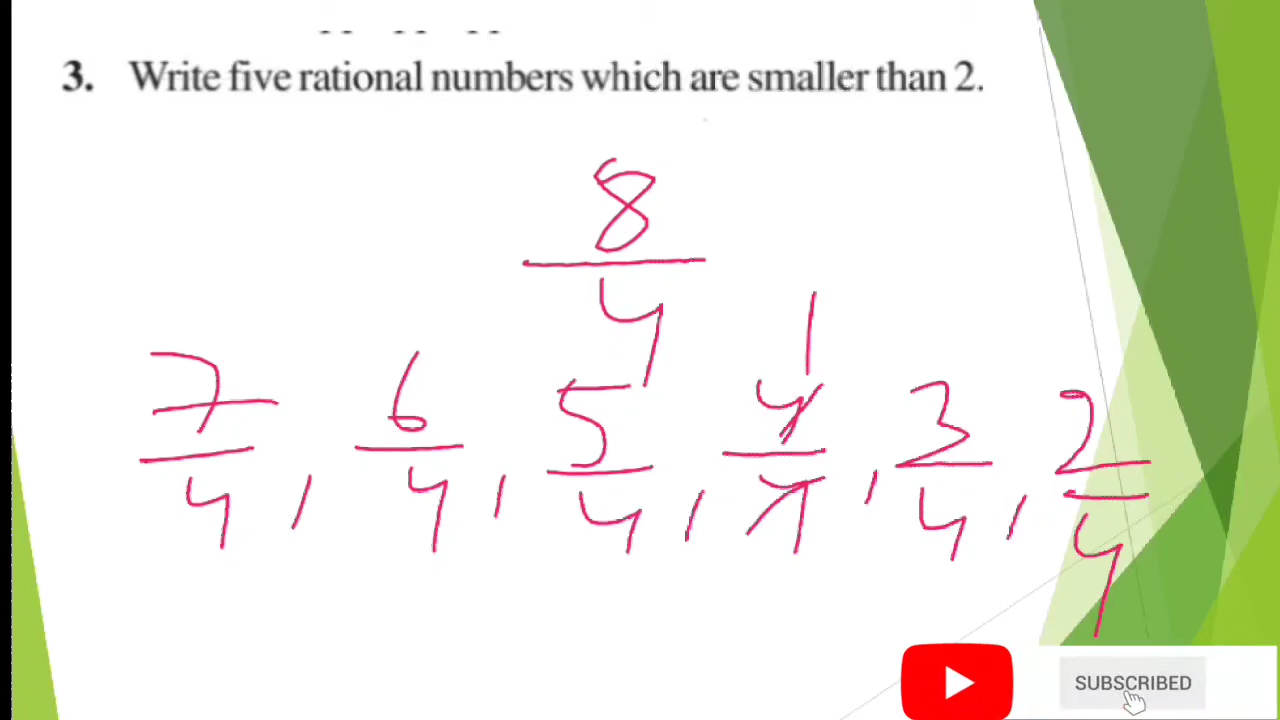 3. Write five rational numbers which are smaller than 2.
8
4
1
7/4, 6/4, 5/4, 4/4, 3/4, 2/4
SUBSCRIBED